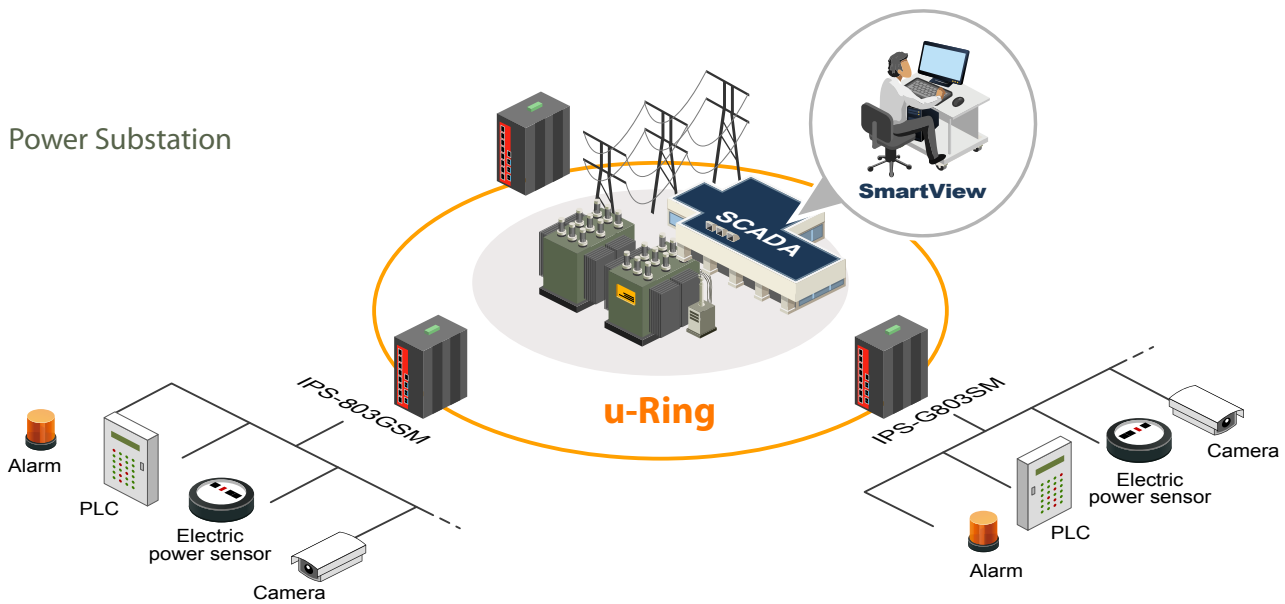 Power Substation
SmartView
SCADA
u-Ring
IPS-803GSM
IPS-G803SM
Alarm
PLC
Electric
power sensor
Camera
Camera
Electric
power sensor
PLC
Alarm